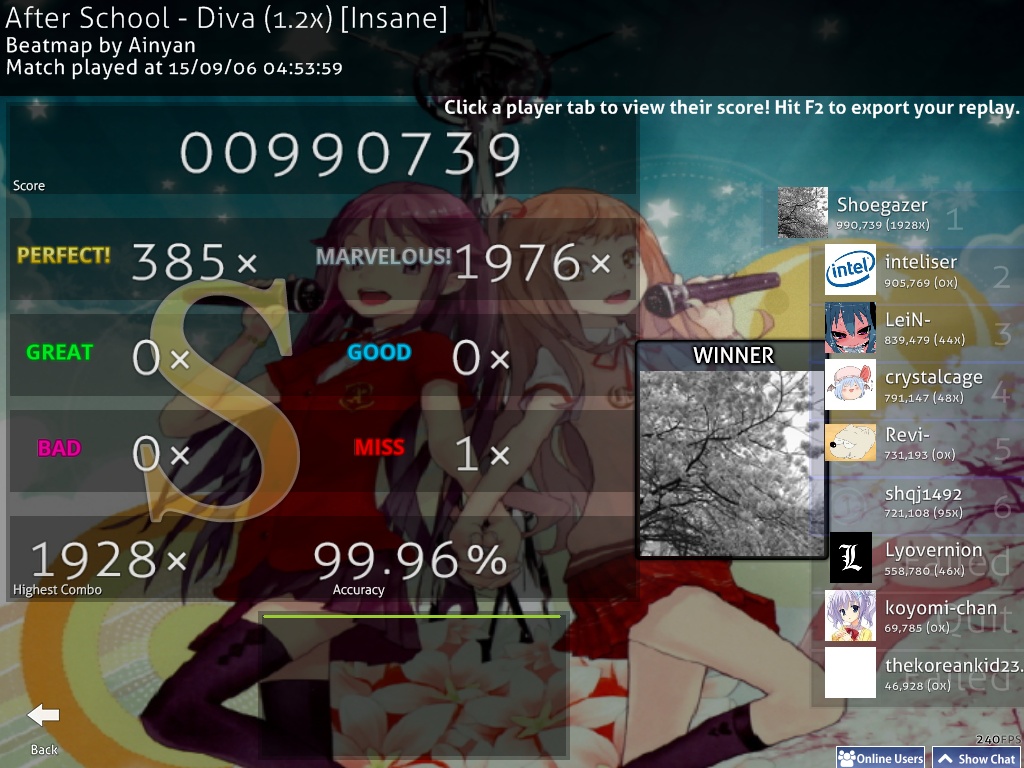 After School - Diva (1.2x) [Insane]
Beatmap by Ainyan
Match played at 15/09/06 04:53:59
Click a player tab to view their score! Hit F2 to export your replay.
00990739
Score
PERFECT! 385× MARVELOUS! 1976×
GREAT 0× GOOD 0×
BAD 0× MISS 1×
S
1928× 99.96%
Highest Combo Accuracy
WINNER
Shoegazer
990,739 (1928x) 1
inteliser
905,769 (0x) 2
intel
LeiN-
839,479 (44x) 3
crystalcage
791,147 (48x) 4
Revi-
731,193 (0x) 5
shqj1492
721,108 (95x) 6
L
Lyovernion
558,780 (46x) Failed
koyomi-chan
69,785 (0x) Quit
thekoreankid23.
46,928 (0x) Failed
Back
240FPS
Online Users Show Chat